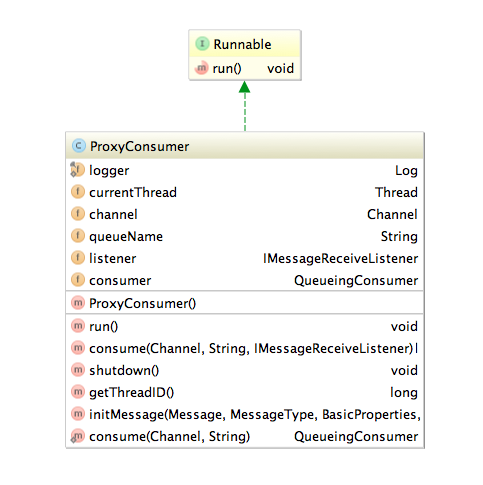 I Runnable
m run() void
C ProxyConsumer
f logger Log
f currentThread Thread
f channel Channel
f queueName String
f listener IMessageReceiveListener
f consumer QueueingConsumer
m ProxyConsumer()
m run() void
m consume(Channel, String, IMessageReceiveListener)
m shutdown() void
m getThreadID() long
m initMessage(Message, MessageType, BasicProperties,
m consume(Channel, String) QueueingConsumer